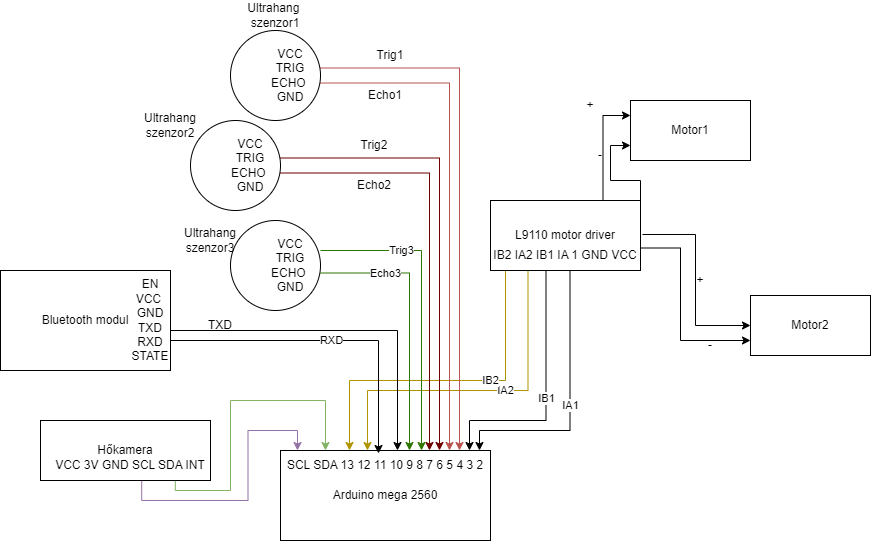 Ultrahang
szenzor1
VCC
TRIG
ECHO
GND
Trig1
Echo1
Ultrahang
szenzor2
VCC
TRIG
ECHO
GND
Trig2
Echo2
Ultrahang
szenzor3
VCC
TRIG
ECHO
GND
Trig3
Echo3
+
-
Motor1
L9110 motor driver
IB2 IA2 IB1 IA 1 GND VCC
+
-
Motor2
Bluetooth modul
EN
VCC
GND
TXD
RXD
STATE
TXD
RXD
IB2
IA2
IB1
IA1
Hőkamera
VCC 3V GND SCL SDA INT
SCL SDA 13 12 11 10 9 8 7 6 5 4 3 2
Arduino mega 2560